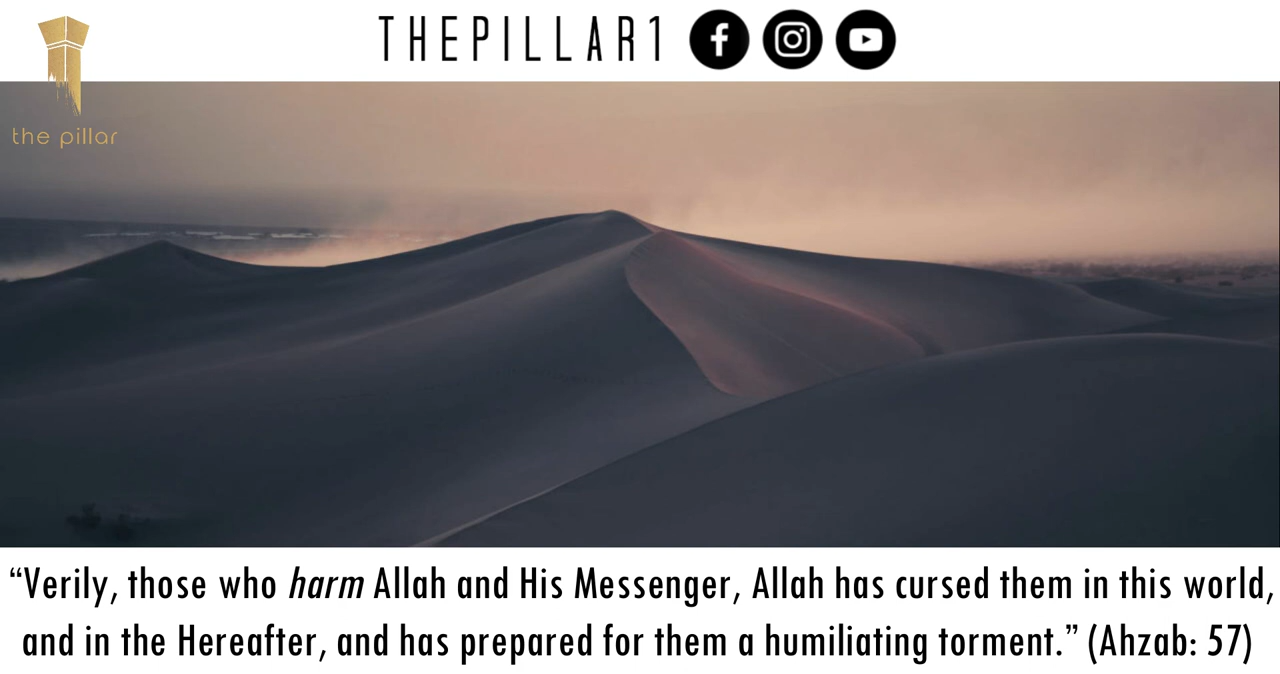 THEPILLAR1
the pillar
“Verily, those who harm Allah and His Messenger, Allah has cursed them in this world,
and in the Hereafter, and has prepared for them a humiliating torment.” (Ahzab: 57)